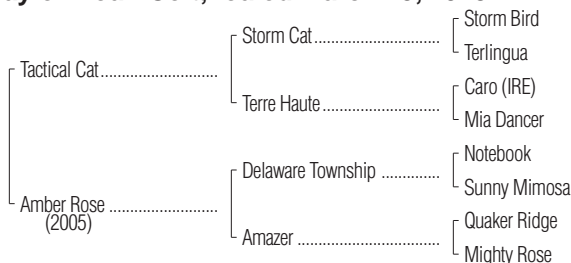 Storm Bird
Storm Cat
Terlingua
Tactical Cat
Caro (IRE)
Terre Haute
Mia Dancer
Notebook
Delaware Township
Sunny Mimosa
Amber Rose
(2005)
Quaker Ridge
Amazer
Mighty Rose